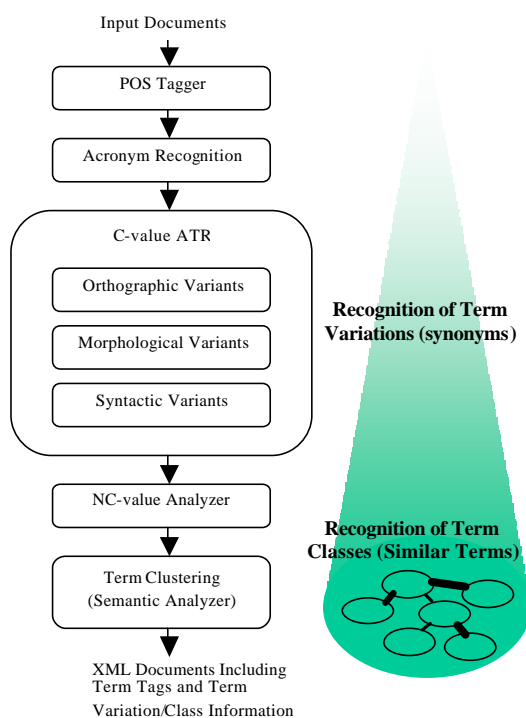 Input Documents
POS Tagger
Acronym Recognition
C-value ATR
Orthographic Variants
Morphological Variants
Syntactic Variants
NC-value Analyzer
Term Clustering
(Semantic Analyzer)
XML Documents Including
Term Tags and Term
Variation/Class Information
Recognition of Term
Variations (synonyms)
Recognition of Term
Classes (Similar Terms)